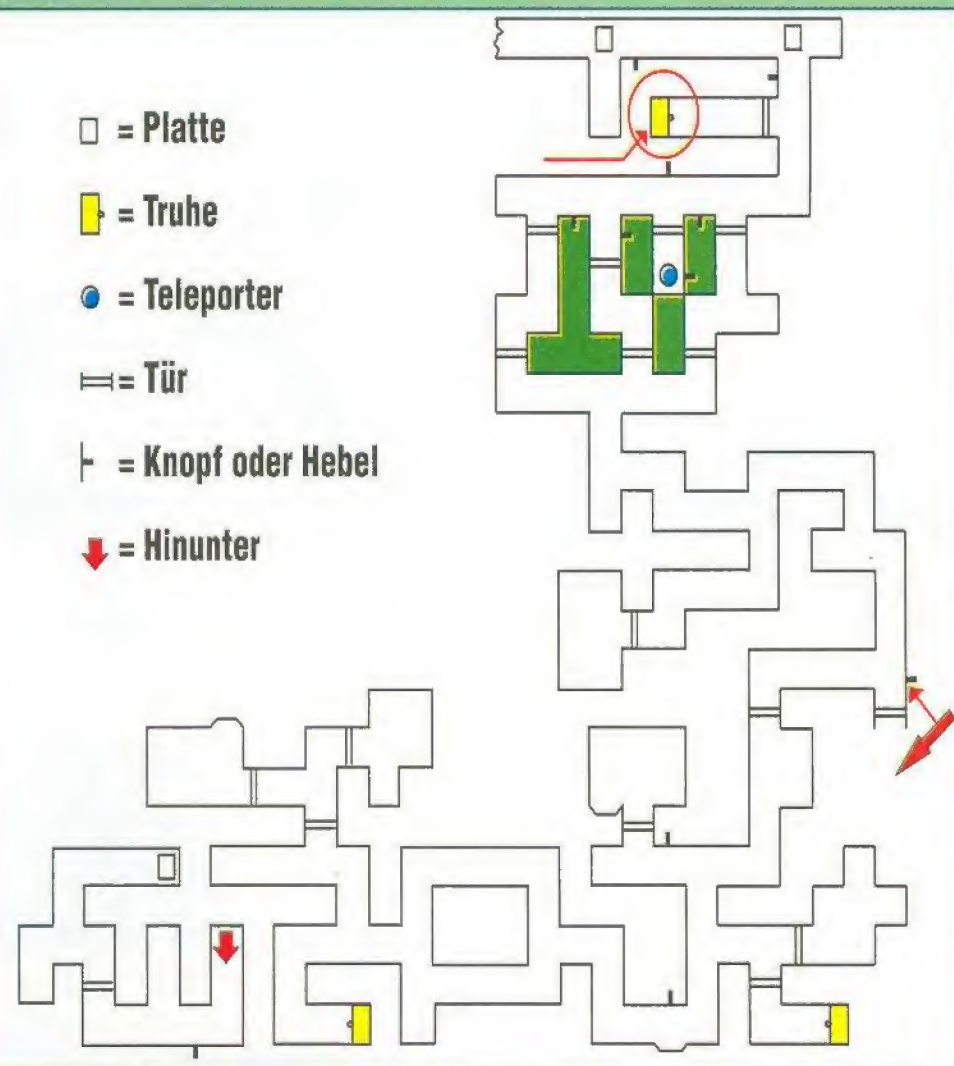 = Platte
= Truhe
= Teleporter
= Tür
= Knopf oder Hebel
= Hinunter